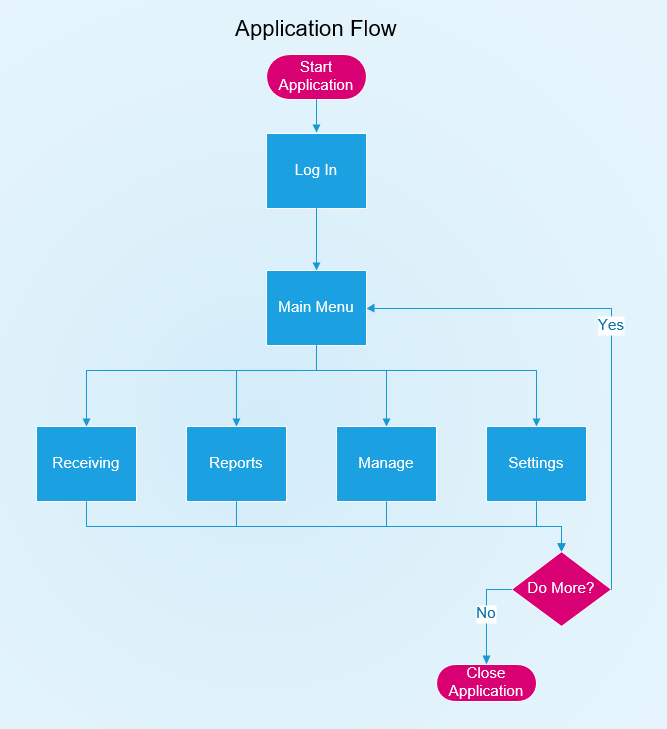 Application Flow
Start
Application
Log In
Main Menu
Yes
Receiving
Reports
Manage
Settings
Do More?
No
Close
Application